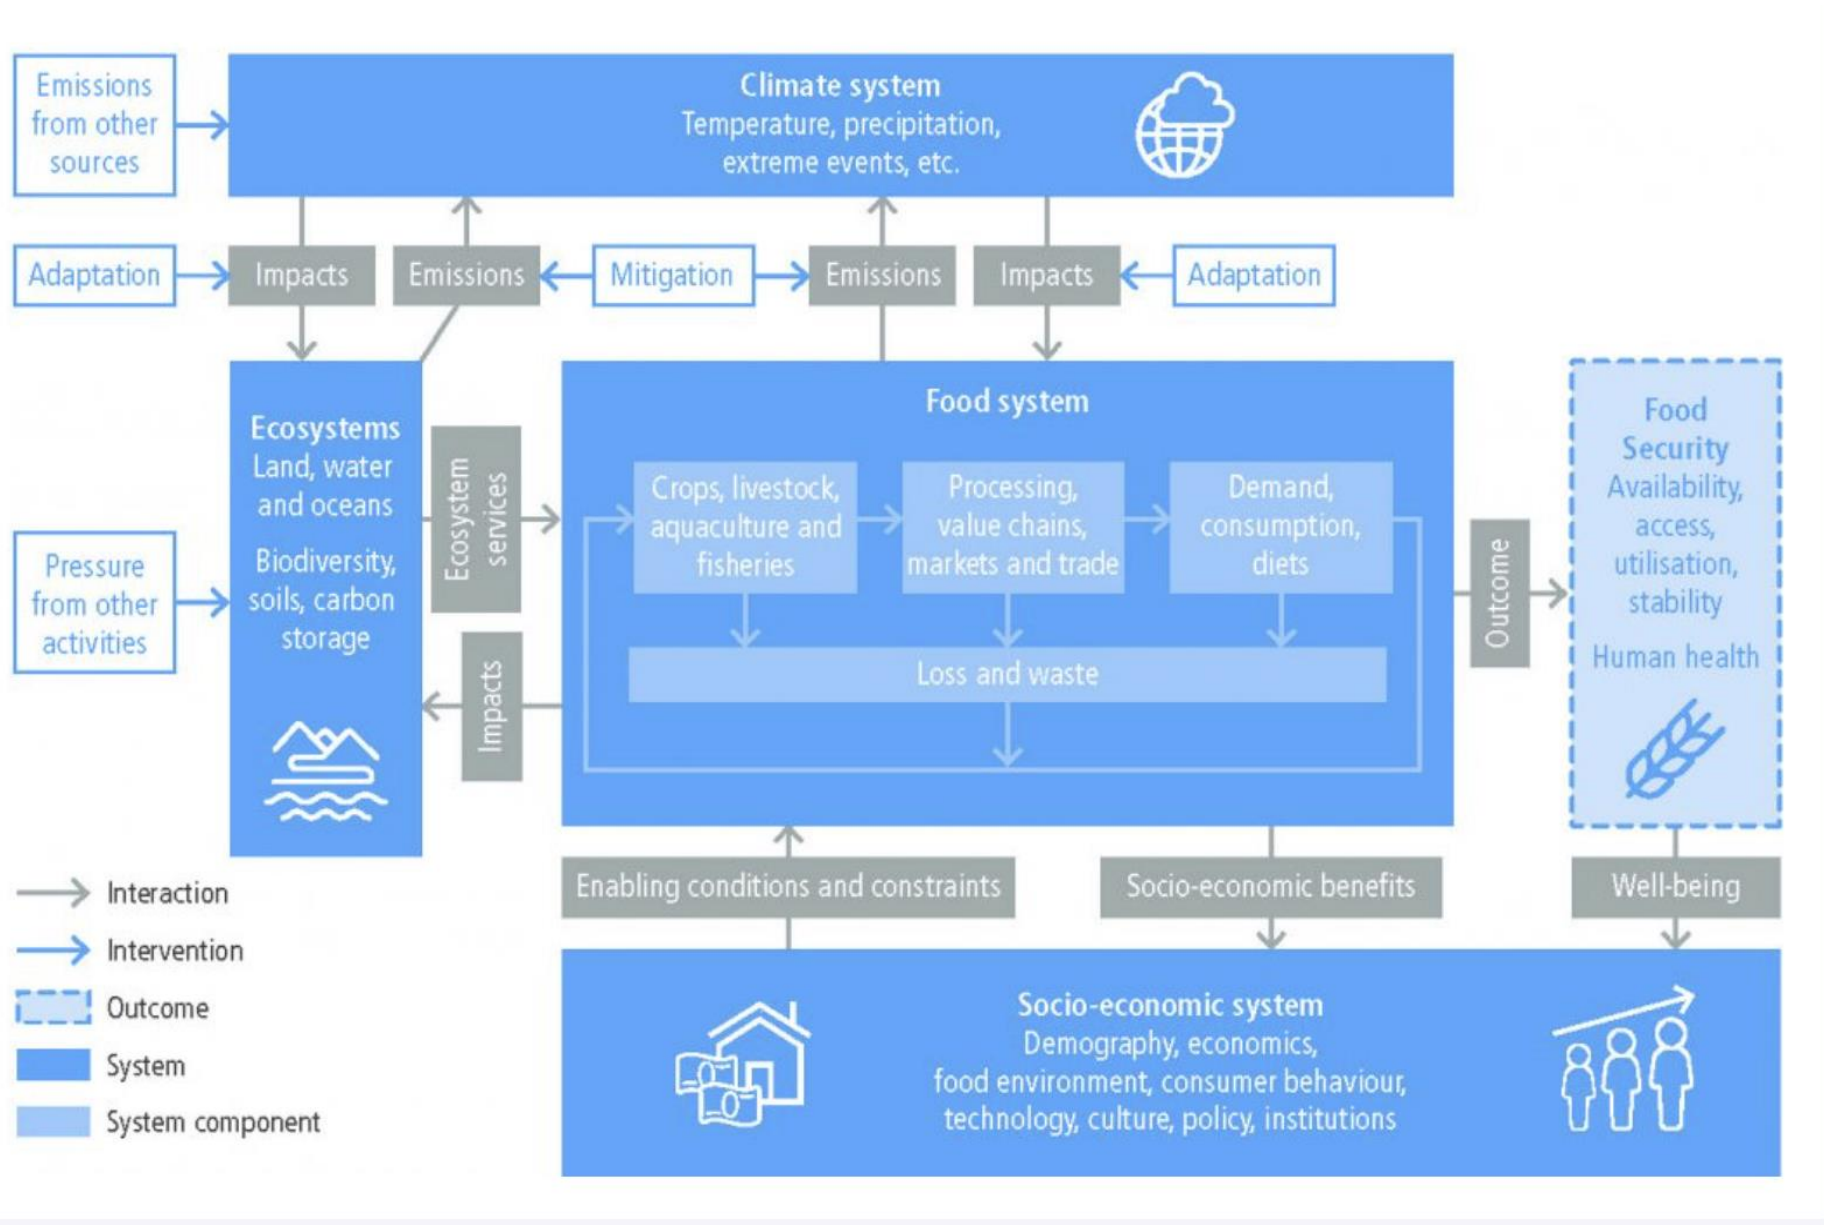 Emissions
from other
sources
Climate system
Temperature, precipitation,
extreme events, etc.
Adaptation
Impacts
Emissions
Mitigation
Emissions
Impacts
Adaptation
Ecosystems
Land, water
and oceans
Biodiversity,
soils, carbon
storage
Pressure
from other
activities
Ecosystem
services
Impacts
Food system
Crops, livestock,
aquaculture and
fisheries
Processing,
value chains,
markets and trade
Demand,
consumption,
diets
Loss and waste
Outcome
Food
Security
Availability,
access,
utilisation,
stability
Human health
Enabling conditions and constraints
Socio-economic benefits
Well-being
Socio-economic system
Demography, economics,
food environment, consumer behaviour,
technology, culture, policy, institutions
Interaction
Intervention
Outcome
System
System component